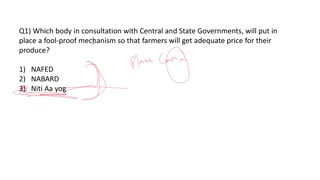 Q1) Which body in consultation with Central and State Governments, will put in
place a fool-proof mechanism so that farmers will get adequate price for their
produce?
1) NAFED
2) NABARD
3) Niti Aa yog